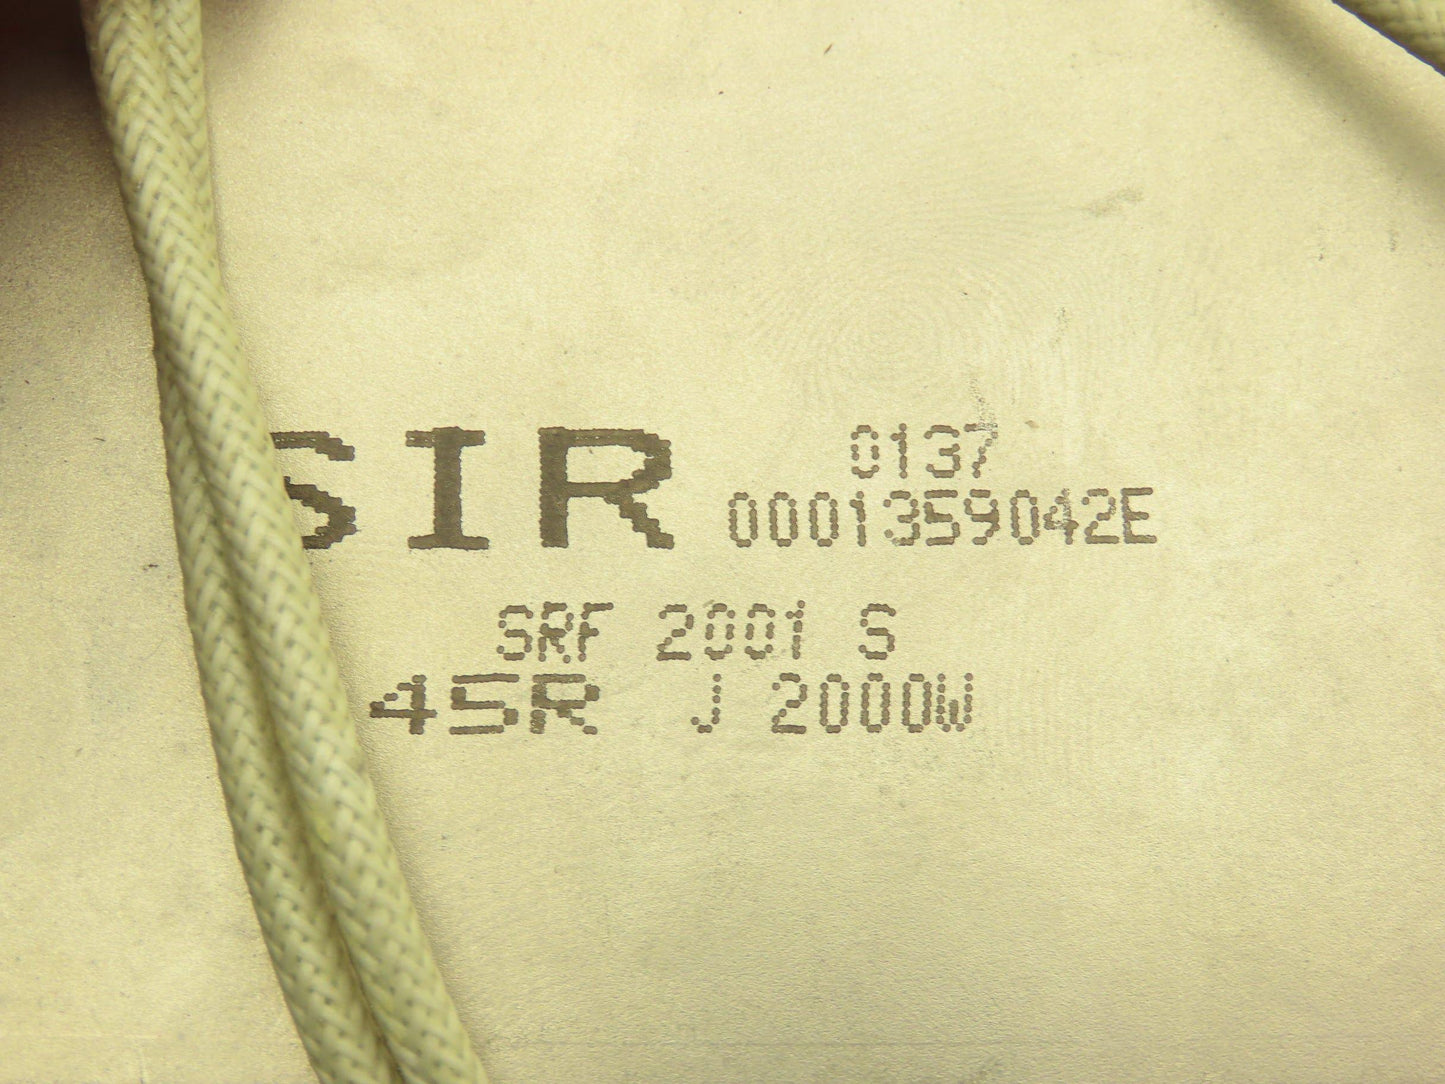 SIR 0137
0001359042E
SRF 2001 S
45R J 2000W